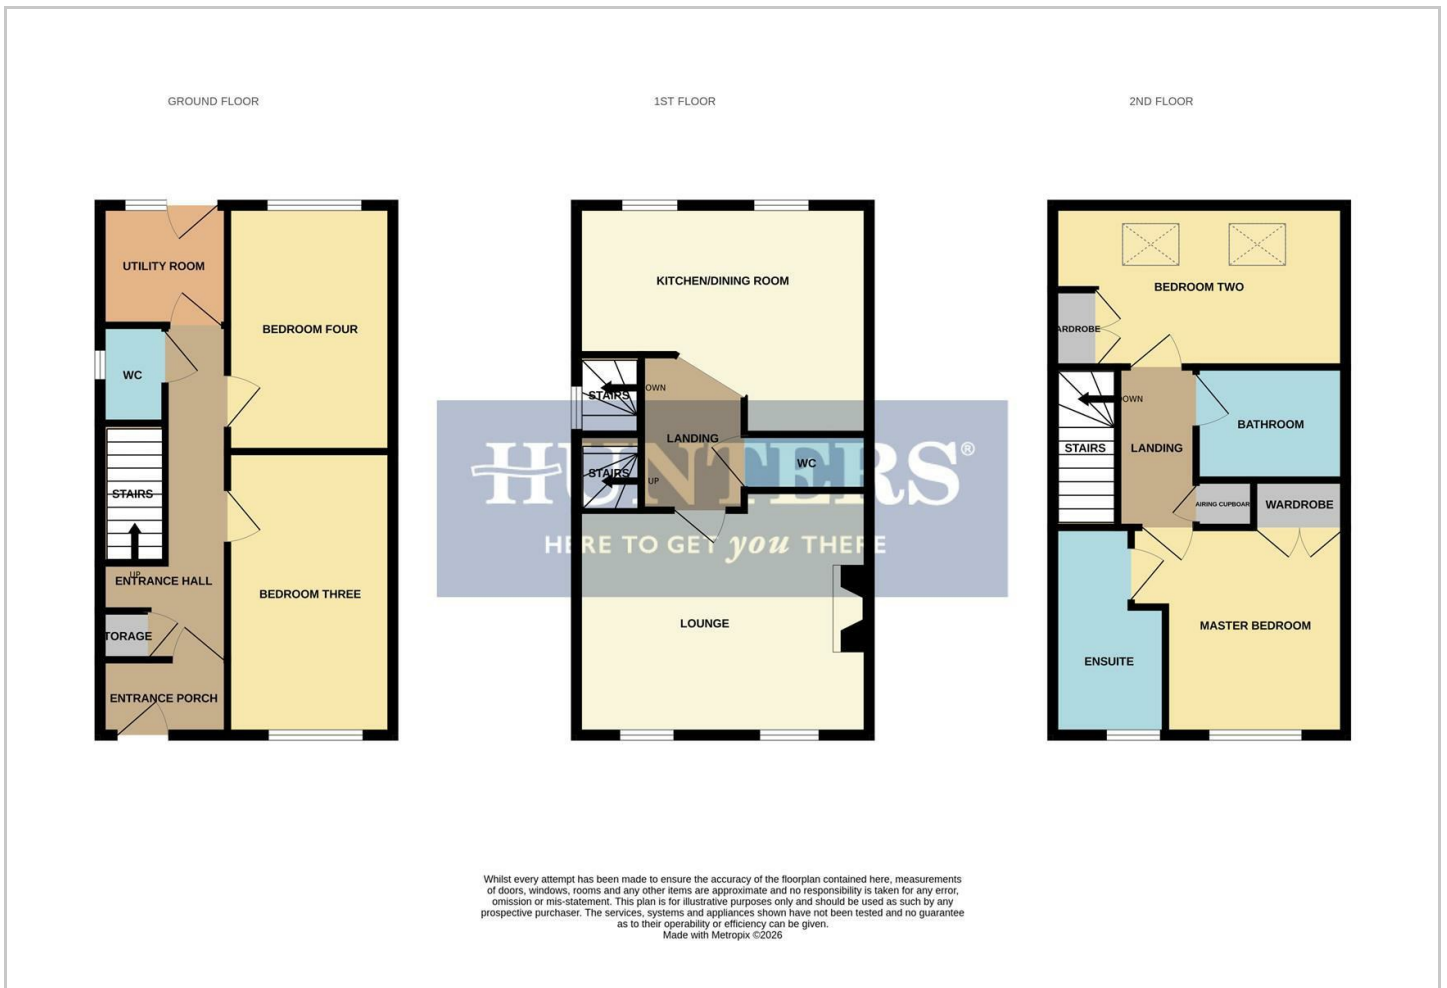 GROUND FLOOR
UTILITY ROOM
BEDROOM FOUR
WC
STAIRS
UP
ENTRANCE HALL
BEDROOM THREE
TORAGE
ENTRANCE PORCH
1ST FLOOR
KITCHEN/DINING ROOM
STAIRS
OWN
LANDING
STAIRS
UP
WC
LOUNGE
HUNTERS®
HERE TO GET you THERE
2ND FLOOR
BEDROOM TWO
ARDROBE
OWN
STAIRS
LANDING
BATHROOM
AIRING CUPBOAR
WARDROBE
MASTER BEDROOM
ENSUITE
Whilst every attempt has been made to ensure the accuracy of the floorplan contained here, measurements
of doors, windows, rooms and any other items are approximate and no responsibility is taken for any error,
omission or mis-statement. This plan is for illustrative purposes only and should be used as such by any
prospective purchaser. The services, systems and appliances shown have not been tested and no guarantee
as to their operability or efficiency can be given.
Made with Metropix ©2026